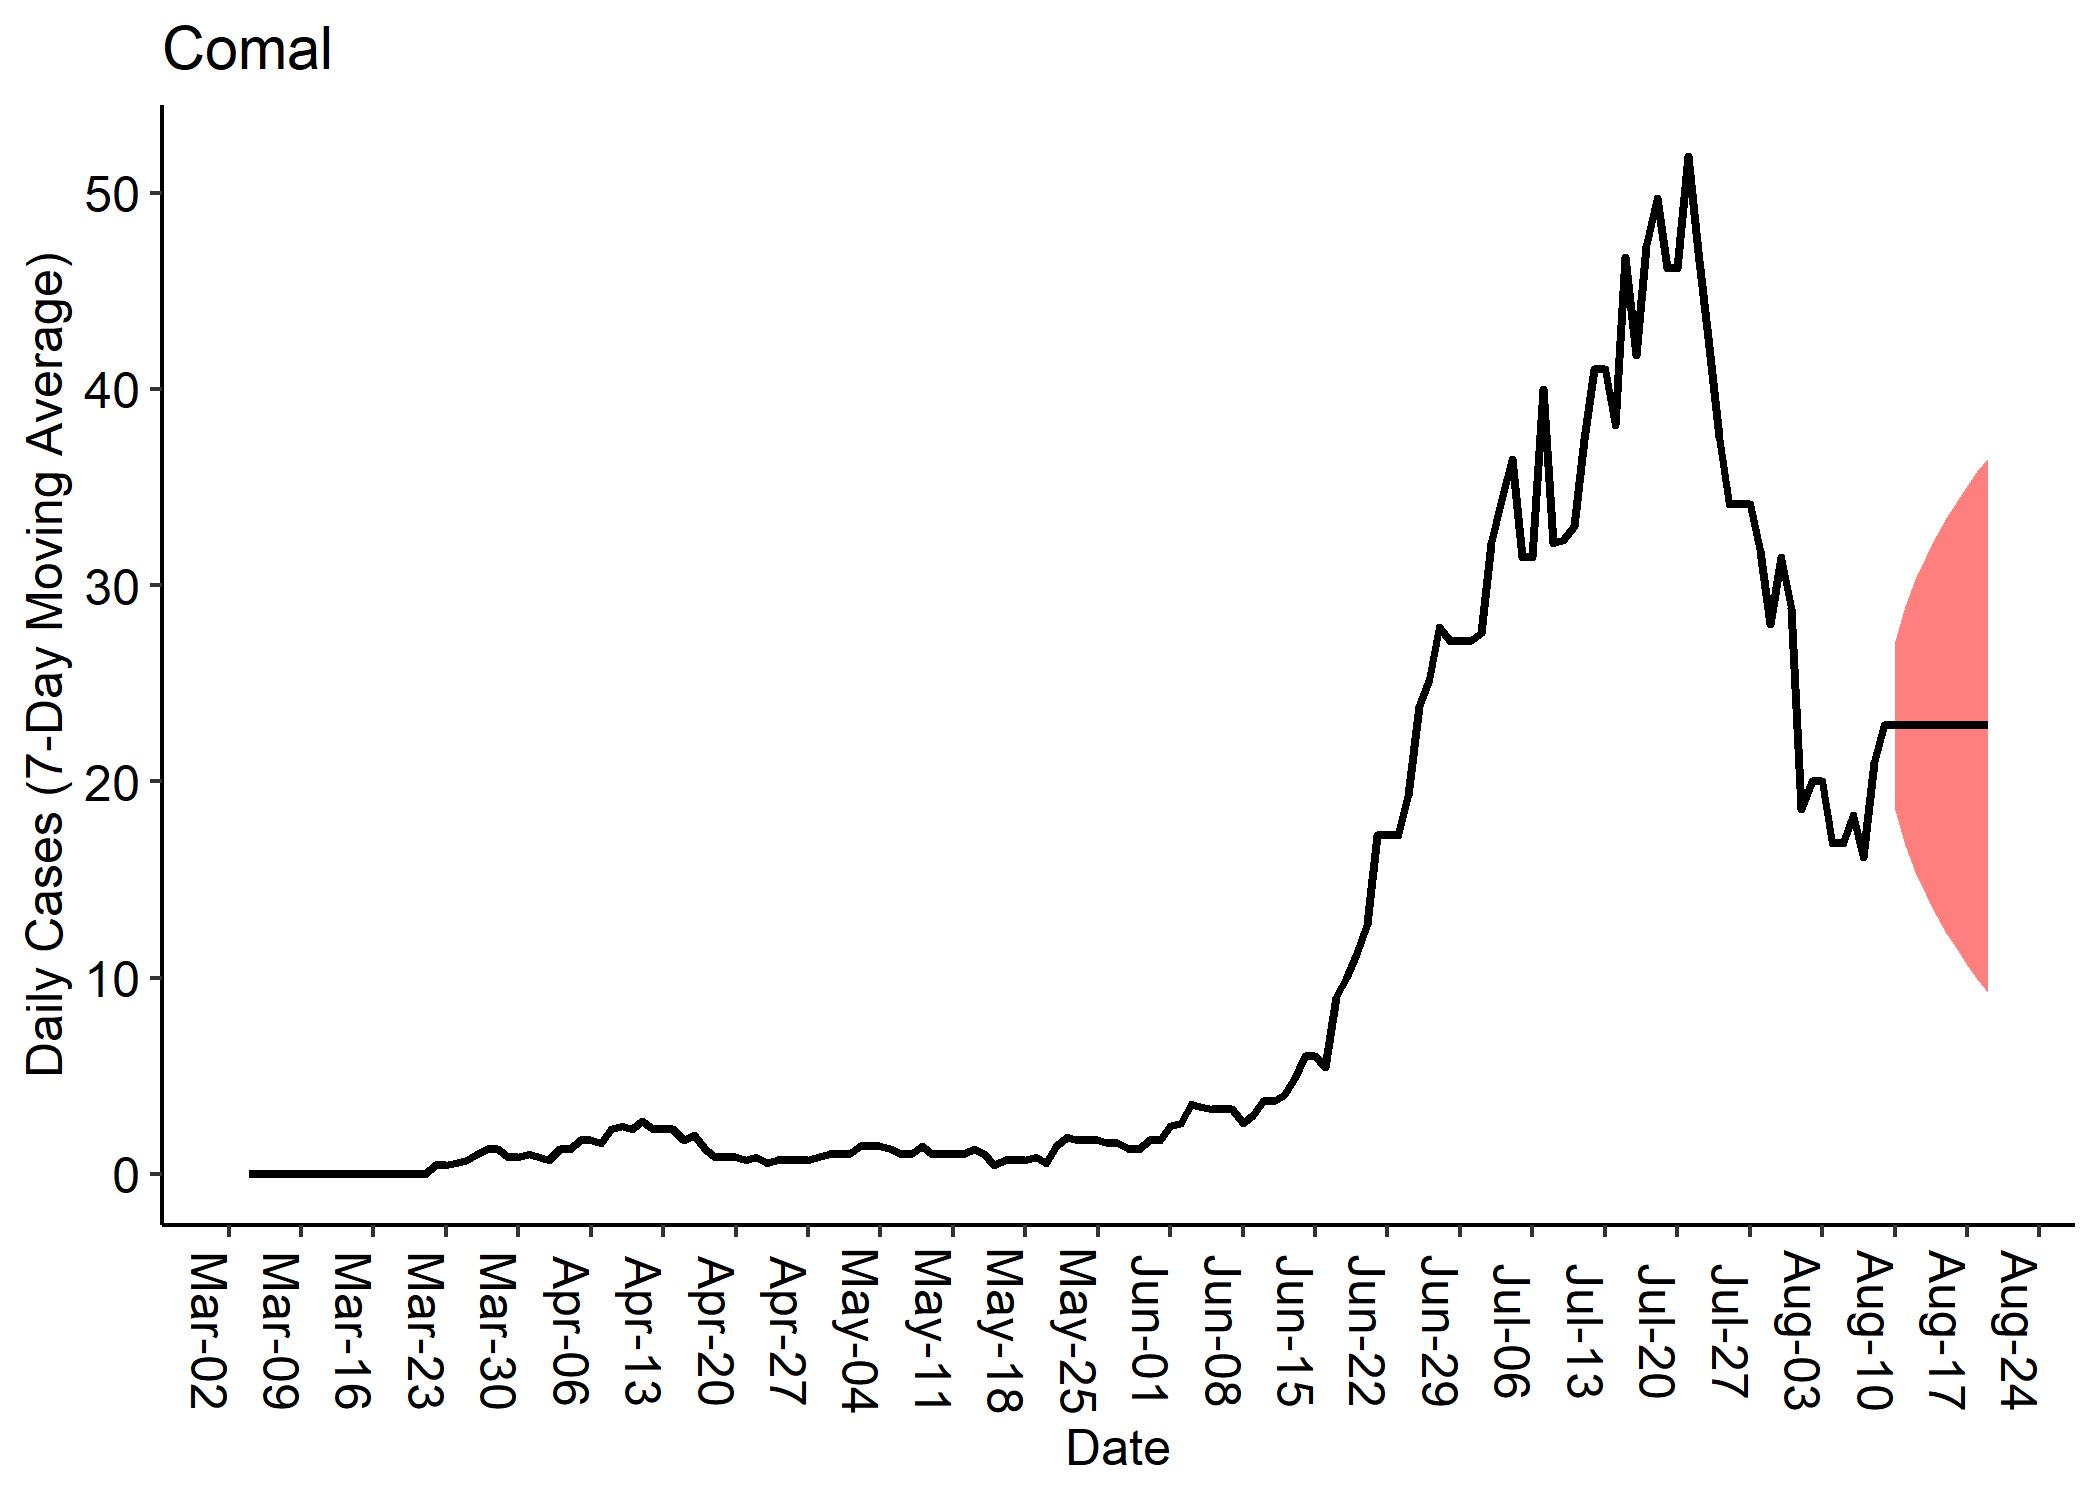 Comal
Daily Cases (7-Day Moving Average)
50
40
30
20
10
0
Mar-02
Mar-09
Mar-16
Mar-23
Mar-30
Apr-06
Apr-13
Apr-20
Apr-27
May-04
May-11
May-18
May-25
Jun-01
Jun-08
Jun-15
Jun-22
Jun-29
Jul-06
Jul-13
Jul-20
Jul-27
Aug-03
Aug-10
Aug-17
Aug-24
Date